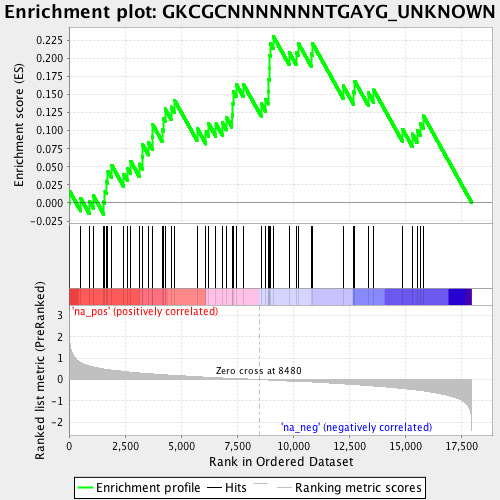 Enrichment plot: GKCGCNNNNNNNTGAYG_UNKNOWN
Enrichment score (ES)
0.225
0.200
0.175
0.150
0.125
0.100
0.075
0.050
0.025
0.000
-0.025
'na_pos' (positively correlated)
Ranked list metric (PreRanked)
3
2
1
0
-1
-2
Zero cross at 8480
'na_neg' (negatively correlated)
0
2,500
5,000
7,500
10,000
12,500
15,000
17,500
Rank in Ordered Dataset
Enrichment profile
Hits
Ranking metric scores